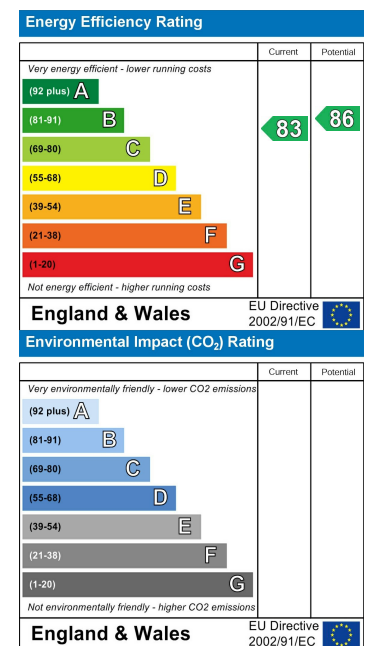 Energy Efficiency Rating
Current Potential
Very energy efficient - lower running costs
(92 plus) A
(81-91) B
(69-80) C
(55-68) D
(39-54) E
(21-38) F
(1-20) G
83 86
Not energy efficient - higher running costs
England & Wales
EU Directive
2002/91/EC
Environmental Impact (CO₂) Rating
Current Potential
Very environmentally friendly - lower CO2 emissions
(92 plus) A
(81-91) B
(69-80) C
(55-68) D
(39-54) E
(21-38) F
(1-20) G
Not environmentally friendly - higher CO2 emissions
England & Wales
EU Directive
2002/91/EC